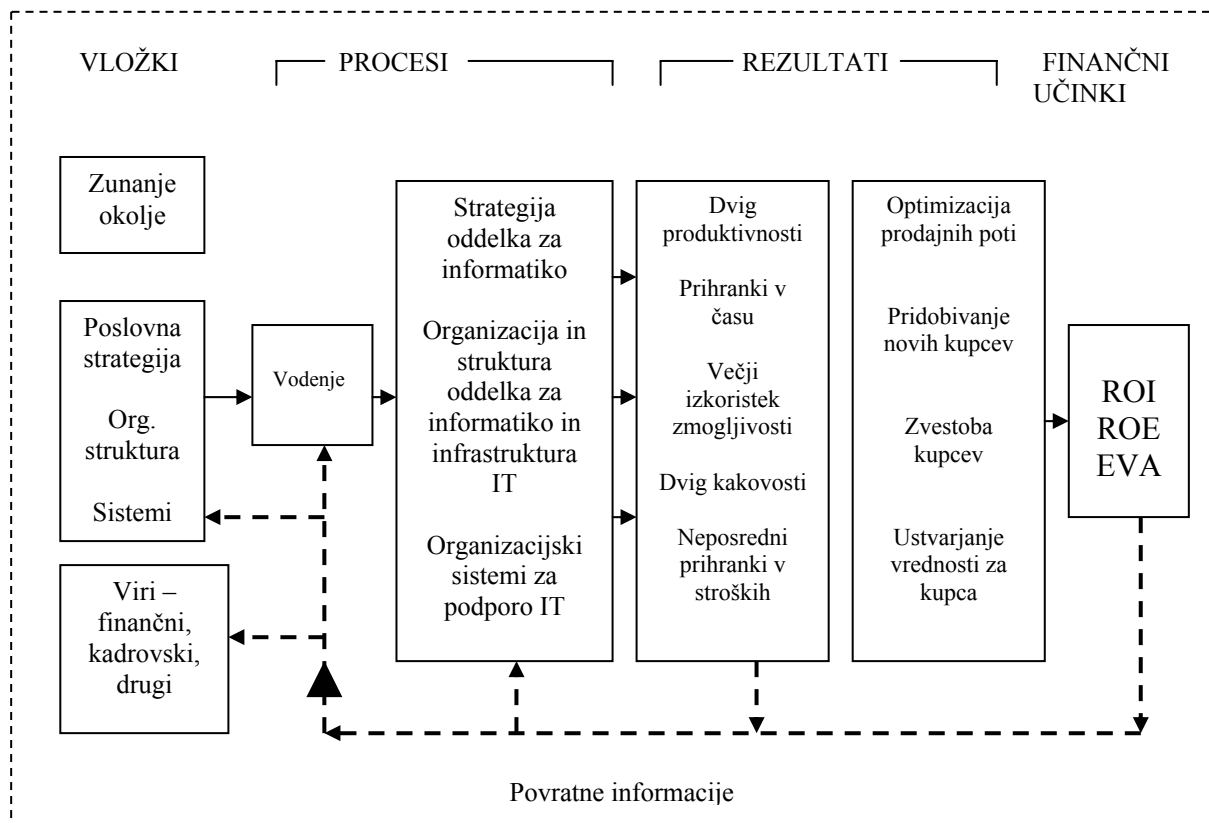 VLOŽKI
PROCESI
REZULTATI
FINANČNI
UČINKI
Zunanje
okolje
Poslovna
strategija
Org.
struktura
Sistemi
Viri –
finančni,
kadrovski,
drugi
Vodenje
Strategija
oddelka za
informatiko
Organizacija in
struktura
oddelka za
informatiko in
infrastruktura
IT
Organizacijski
sistemi za
podporo IT
Dvig
produktivnosti
Prihranki v
času
Večji
izkoristek
zmogljivosti
Dvig kakovosti
Neposredni
prihranki v
stroških
Optimizacija
prodajnih poti
Pridobivanje
novih kupcev
Zvestoba
kupcev
Ustvarjanje
vrednosti za
kupca
ROI
ROE
EVA
Povratne informacije